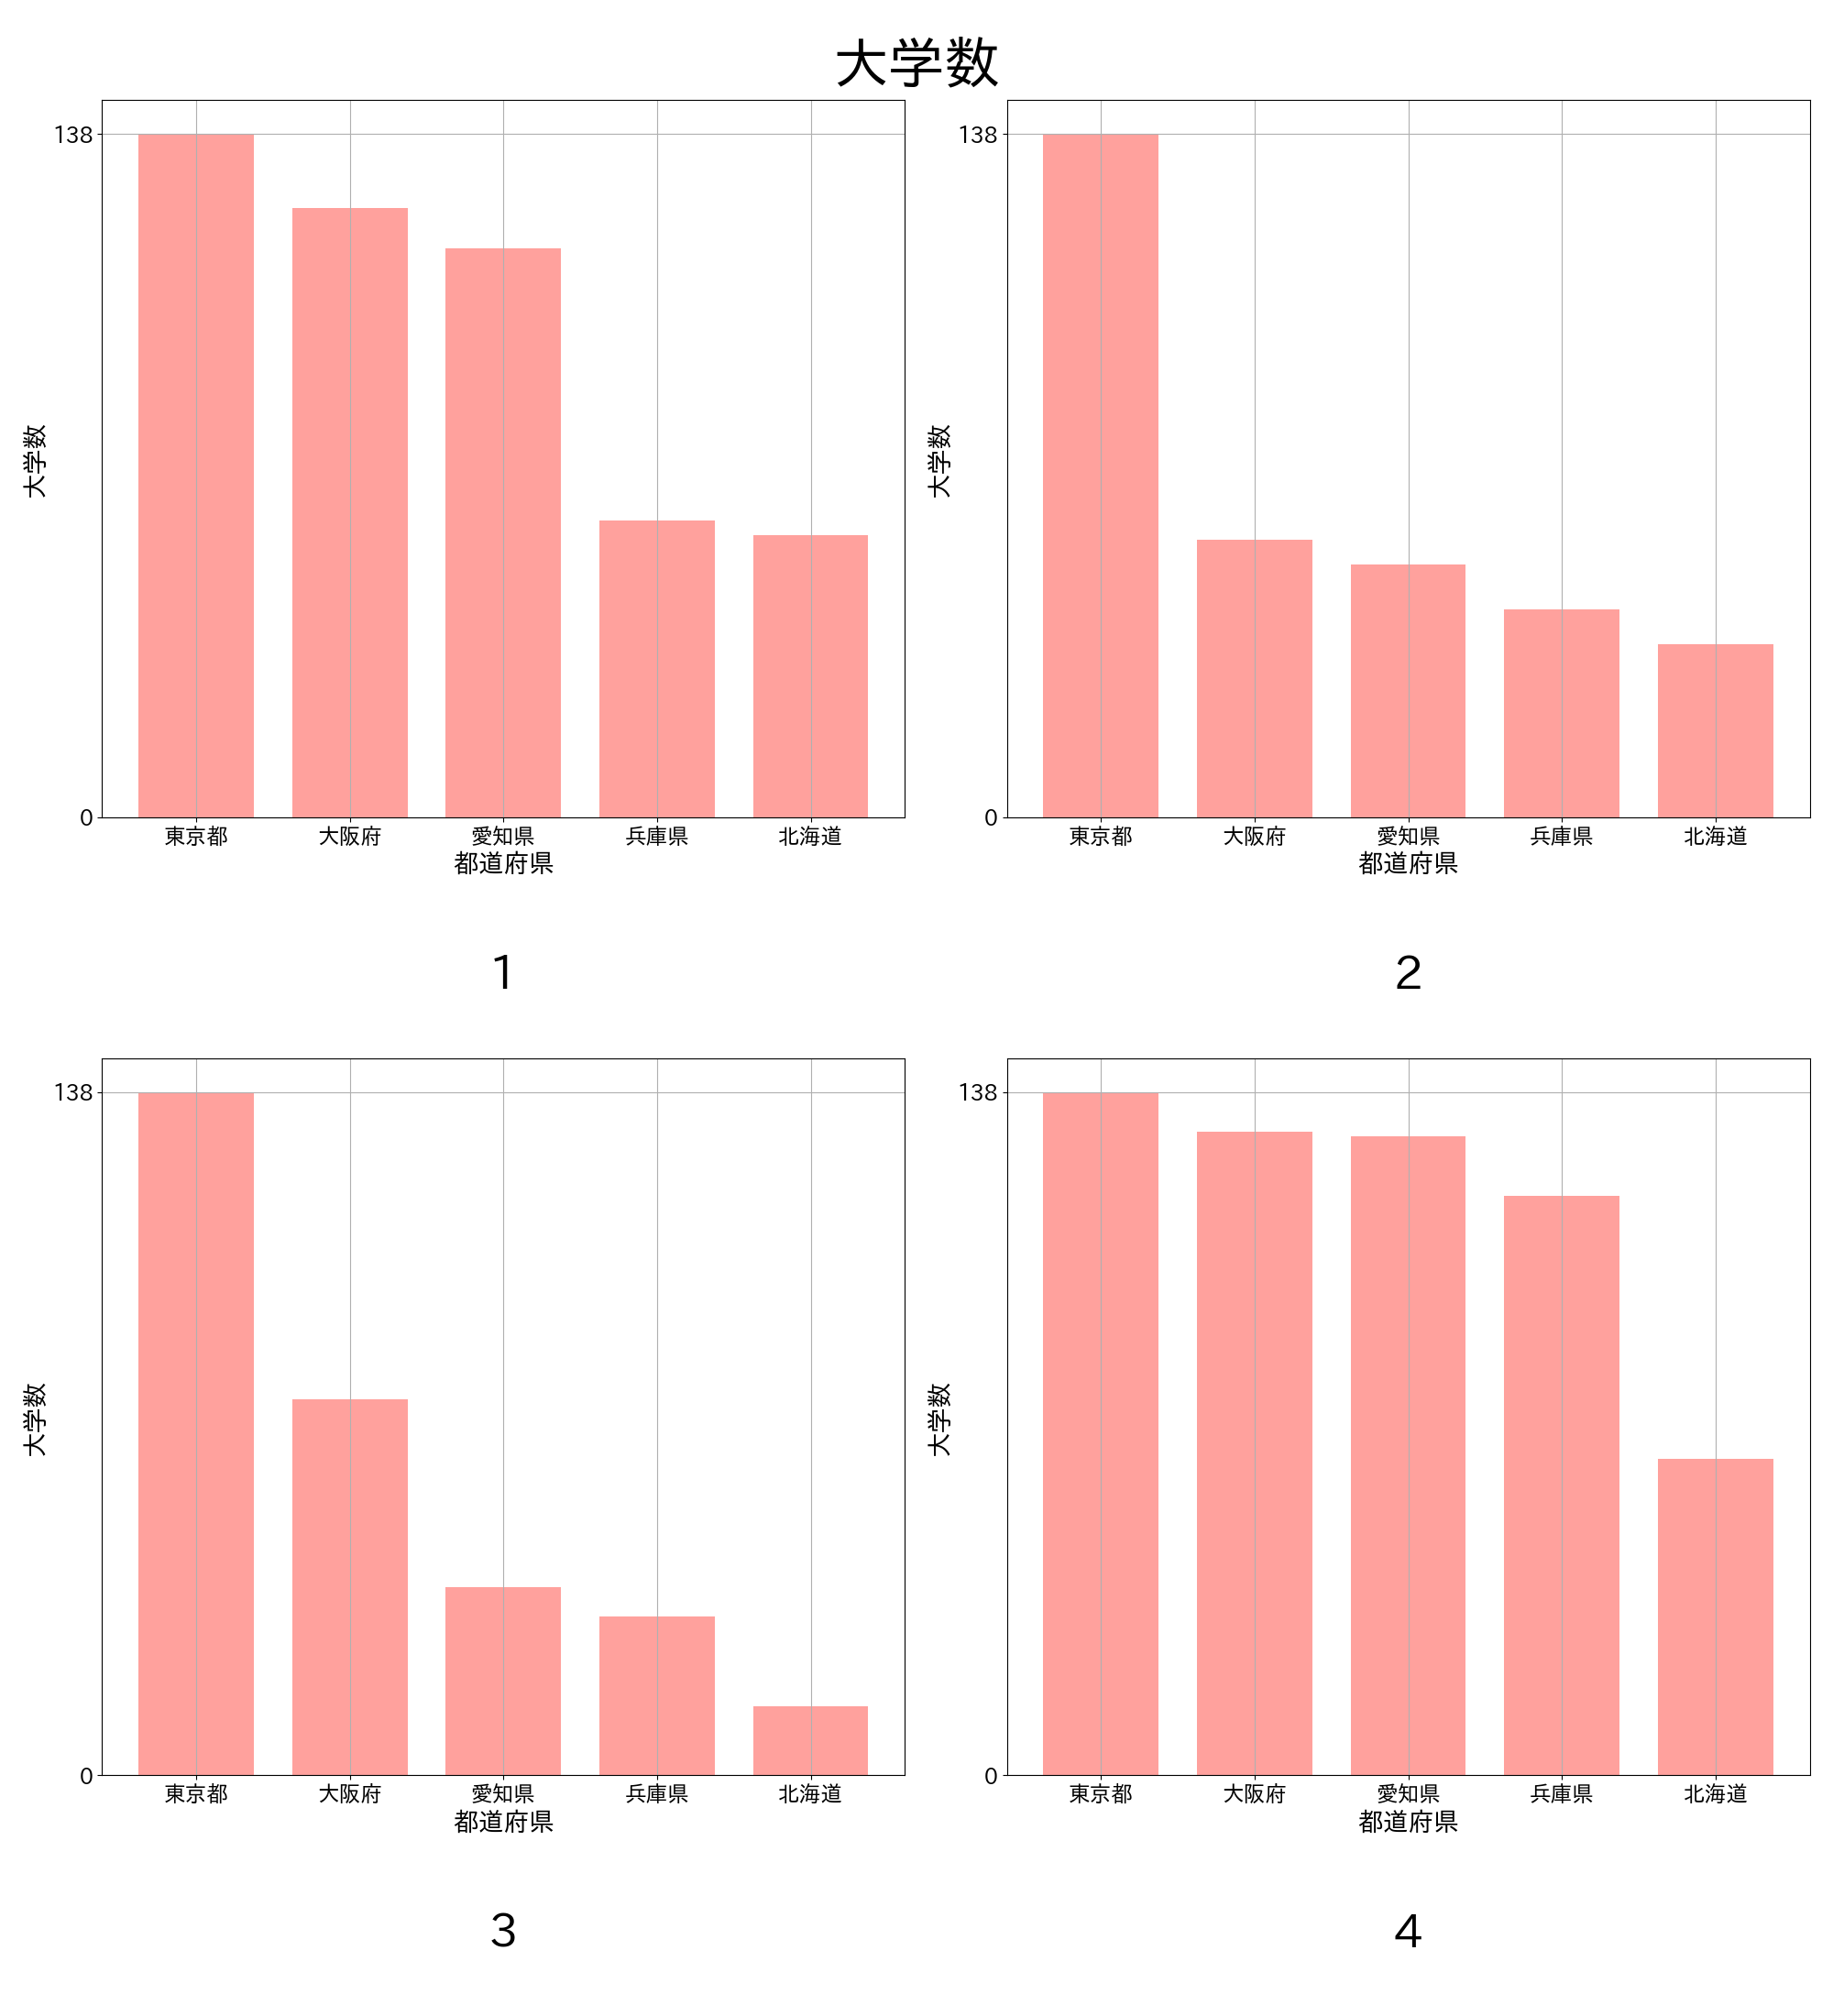 大学数
138
0
大学数
東京都 大阪府 愛知県 兵庫県 北海道
都道府県
1
138
0
大学数
東京都 大阪府 愛知県 兵庫県 北海道
都道府県
2
138
0
大学数
東京都 大阪府 愛知県 兵庫県 北海道
都道府県
3
138
0
大学数
東京都 大阪府 愛知県 兵庫県 北海道
都道府県
4